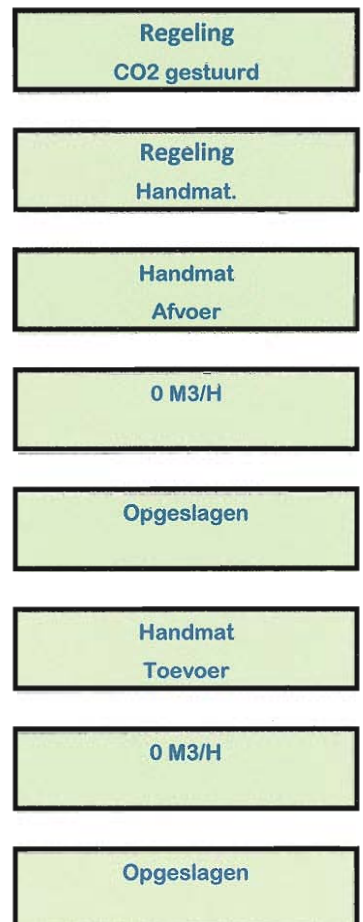 Regeling
CO2 gestuurd
Regeling
Handmat.
Handmat
Afvoer
0 M3/H
Opgeslagen
Handmat
Toevoer
0 M3/H
Opgeslagen